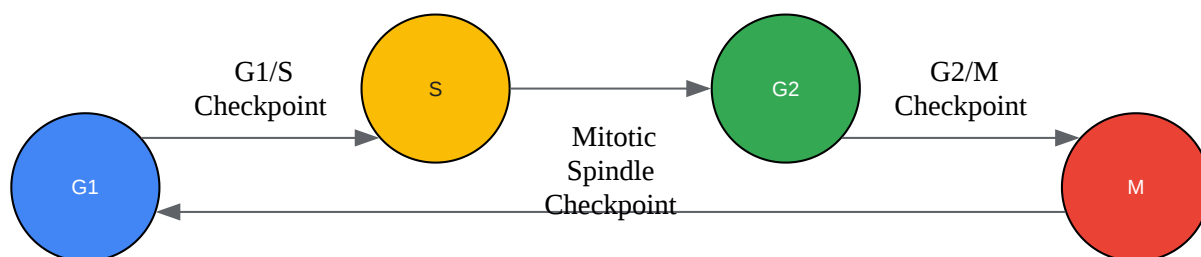 G1/S
Checkpoint
S
G2
G2/M
Checkpoint
G1
Mitotic
Spindle
Checkpoint
M